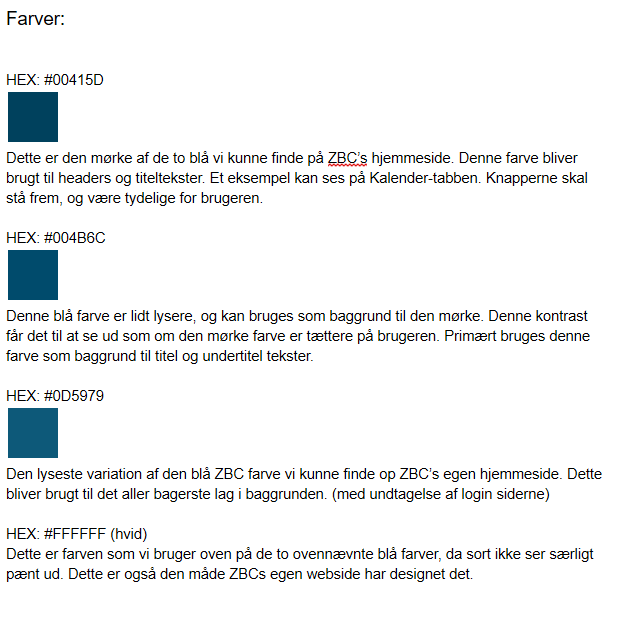 Farver:
HEX: #00415D
Dette er den mørke af de to blå vi kunne finde på ZBC’s hjemmeside. Denne farve bliver
brugt til headers og titeltekster. Et eksempel kan ses på Kalender-tabben. Knapperne skal
stå frem, og være tydelige for brugeren.
HEX: #004B6C
Denne blå farve er lidt lysere, og kan bruges som baggrund til den mørke. Denne kontrast
får det til at se ud som om den mørke farve er tættere på brugeren. Primært bruges denne
farve som baggrund til titel og undertitel tekster.
HEX: #0D5979
Den lyseste variation af den blå ZBC farve vi kunne finde op ZBC’s egen hjemmeside. Dette
bliver brugt til det aller bagerste lag i baggrunden. (med undtagelse af login siderne)
HEX: #FFFFFF (hvid)
Dette er farven som vi bruger oven på de to ovennævnte blå farver, da sort ikke ser særligt
pænt ud. Dette er også den måde ZBCs egen webside har designet det.